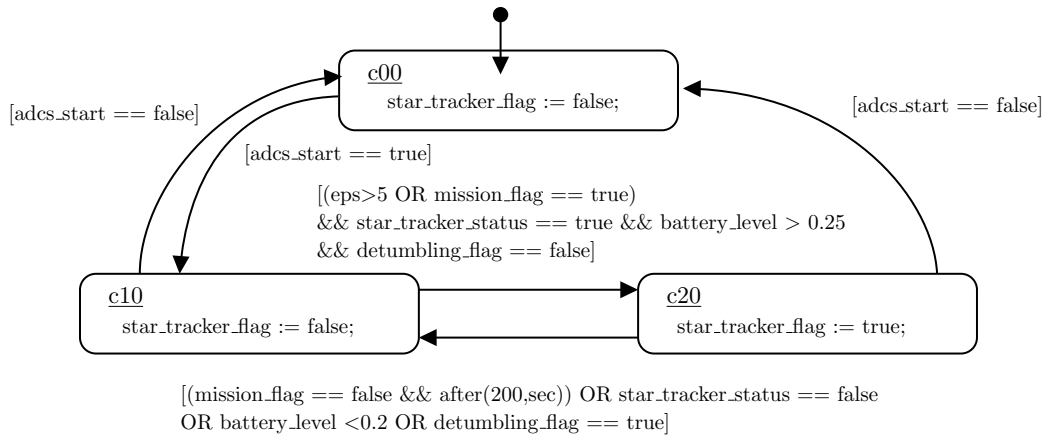 c00
star_tracker_flag := false;
[adcs_start == false]
[adcs_start == false]
[adcs_start == true]
[(eps>5 OR mission_flag == true)
&& star_tracker_status == true && battery_level > 0.25
&& detumbling_flag == false]
c10
star_tracker_flag := false;
c20
star_tracker_flag := true;
[(mission_flag == false && after(200,sec)) OR star_tracker_status == false
OR battery_level <0.2 OR detumbling_flag == true]